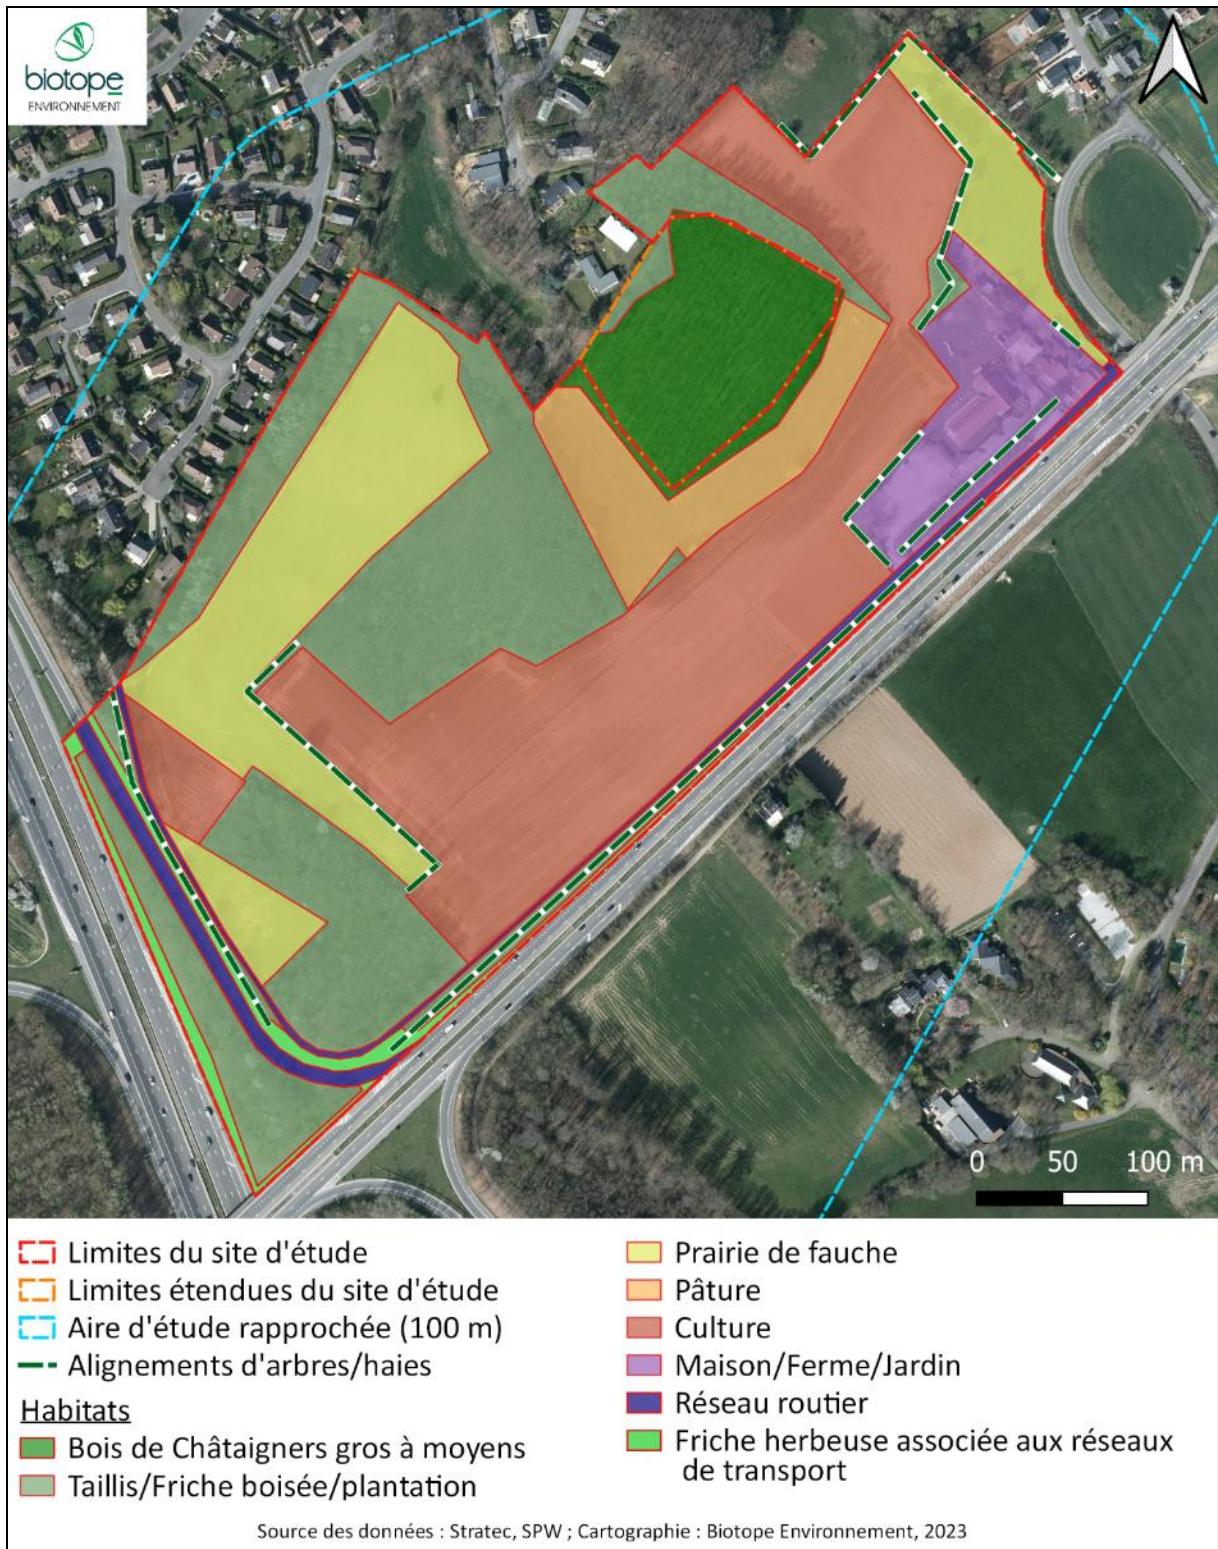 biotope
ENVIRONNEMENT
0 50 100 m
Limites du site d'étude
Limites étendues du site d'étude
Aire d'étude rapprochée (100 m)
Alignements d'arbres/haies
Habitats
Bois de Châtaigners gros à moyens
Taillis/Friche boisée/plantation
Prairie de fauche
Pâture
Culture
Maison/Ferme/Jardin
Réseau routier
Friche herbeuse associée aux réseaux
de transport
Source des données : Stratec, SPW ; Cartographie : Biotope Environnement, 2023